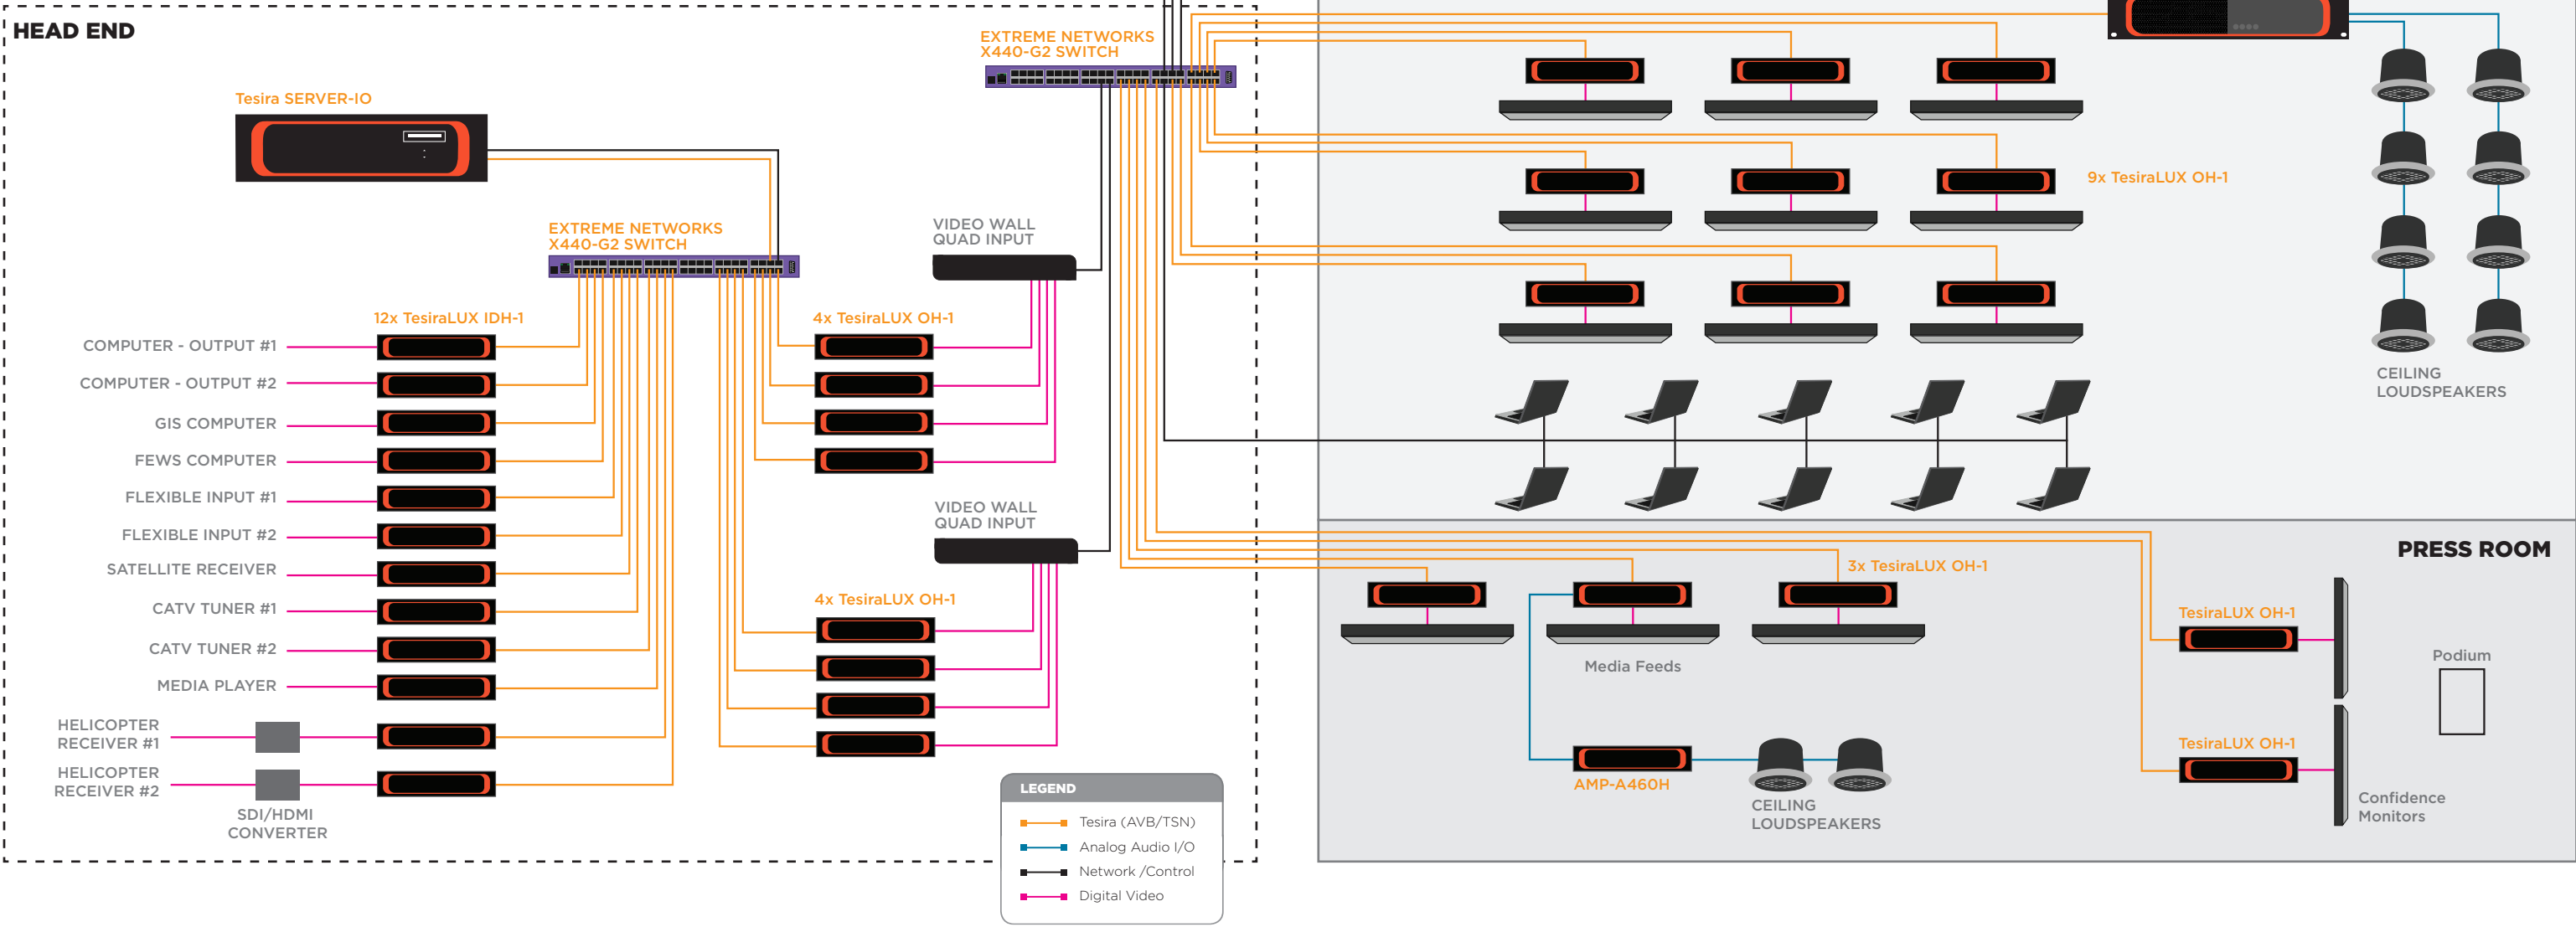 HEAD END
EXTREME NETWORKS
X440-G2 SWITCH
Tesira SERVER-IO
EXTREME NETWORKS
X440-G2 SWITCH
VIDEO WALL
QUAD INPUT
12x TesiraLUX IDH-1
4x TesiraLUX OH-1
COMPUTER - OUTPUT #1
COMPUTER - OUTPUT #2
GIS COMPUTER
FEWS COMPUTER
FLEXIBLE INPUT #1
FLEXIBLE INPUT #2
SATELLITE RECEIVER
CATV TUNER #1
CATV TUNER #2
MEDIA PLAYER
HELICOPTER
RECEIVER #1
HELICOPTER
RECEIVER #2
SDI/HDMI
CONVERTER
VIDEO WALL
QUAD INPUT
4x TesiraLUX OH-1
LEGEND
Tesira (AVB/TSN)
Analog Audio I/O
Network /Control
Digital Video
9x TesiraLUX OH-1
CEILING
LOUDSPEAKERS
PRESS ROOM
3x TesiraLUX OH-1
Media Feeds
AMP-A460H
CEILING
LOUDSPEAKERS
TesiraLUX OH-1
TesiraLUX OH-1
Podium
Confidence
Monitors